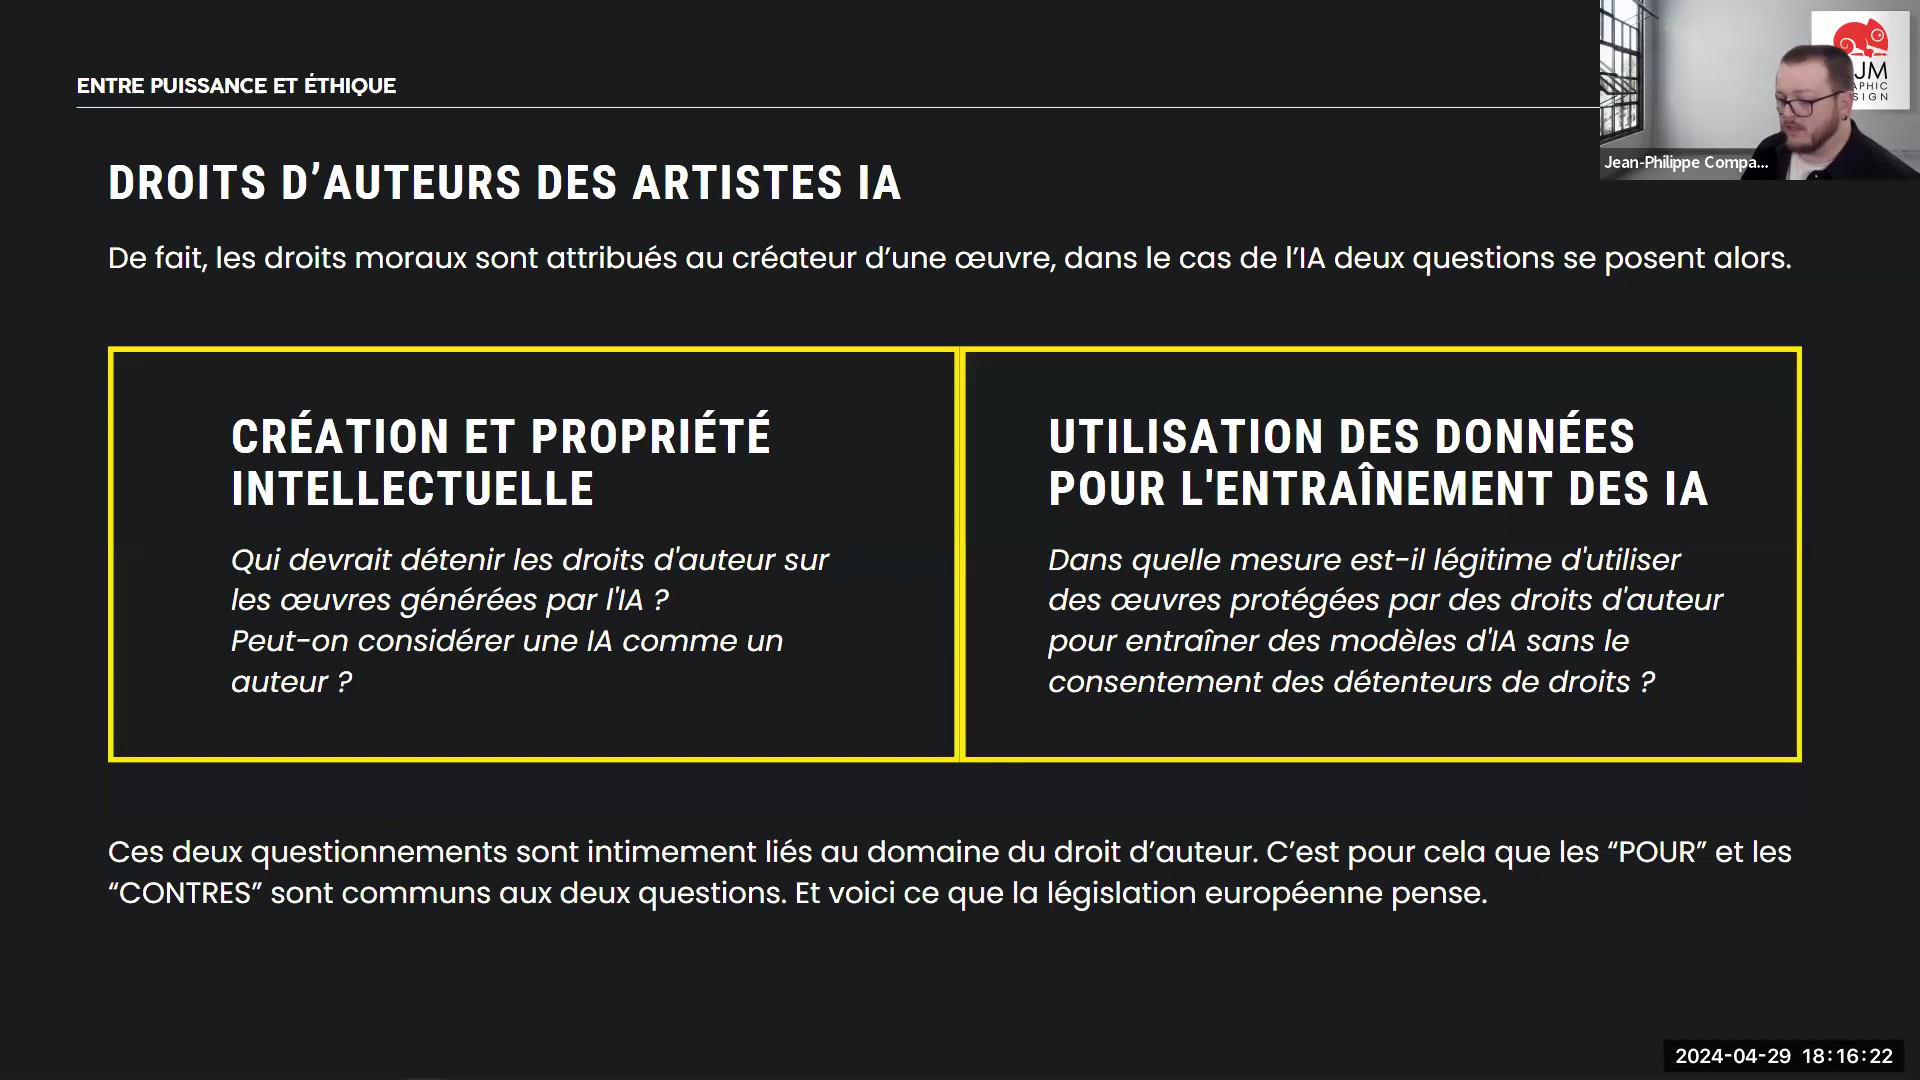 ENTRE PUISSANCE ET ÉTHIQUE
JM
APHIC
SIGN
Jean-Philippe Compa...
DROITS D’AUTEURS DES ARTISTES IA
De fait, les droits moraux sont attribués au créateur d’une œuvre, dans le cas de l’IA deux questions se posent alors.
CRÉATION ET PROPRIÉTÉ
INTELLECTUELLE
Qui devrait détenir les droits d'auteur sur
les œuvres générées par l'IA ?
Peut-on considérer une IA comme un
auteur ?
UTILISATION DES DONNÉES
POUR L'ENTRAÎNEMENT DES IA
Dans quelle mesure est-il légitime d'utiliser
des œuvres protégées par des droits d'auteur
pour entraîner des modèles d'IA sans le
consentement des détenteurs de droits ?
Ces deux questionnements sont intimement liés au domaine du droit d’auteur. C’est pour cela que les “POUR” et les
“CONTRES” sont communs aux deux questions. Et voici ce que la législation européenne pense.
2024-04-29 18:16:22